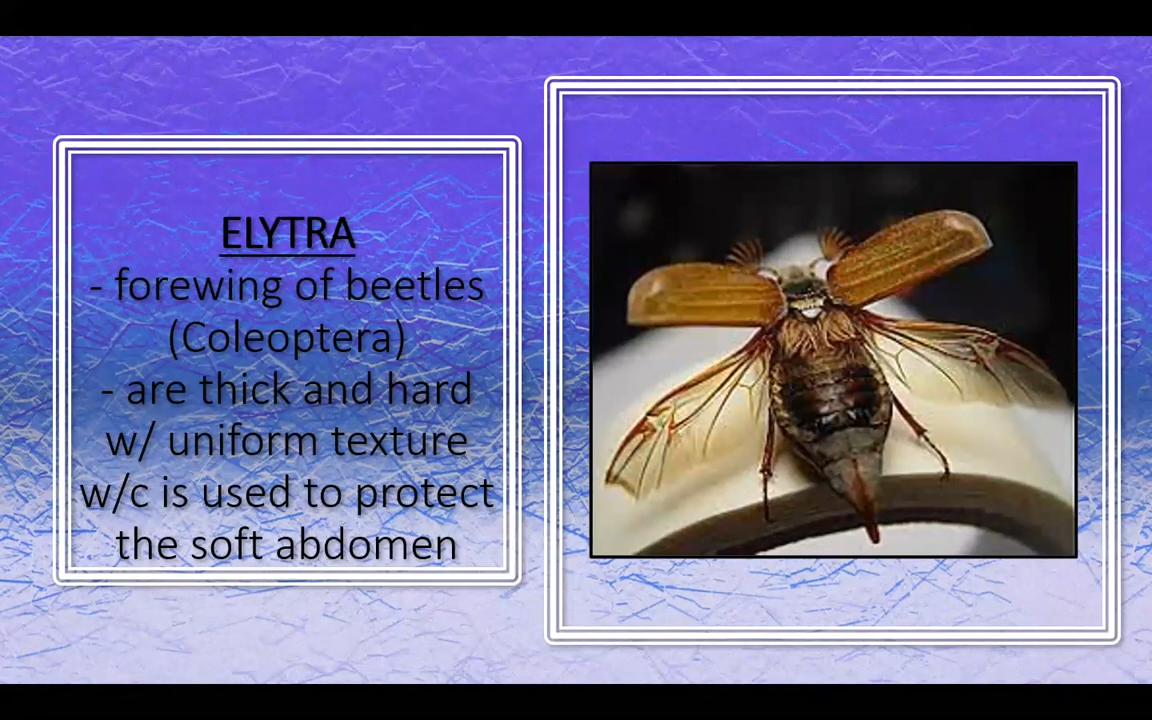 ELYTRA
- forewing of beetles
(Coleoptera)
- are thick and hard
w/ uniform texture
w/c is used to protect
the soft abdomen